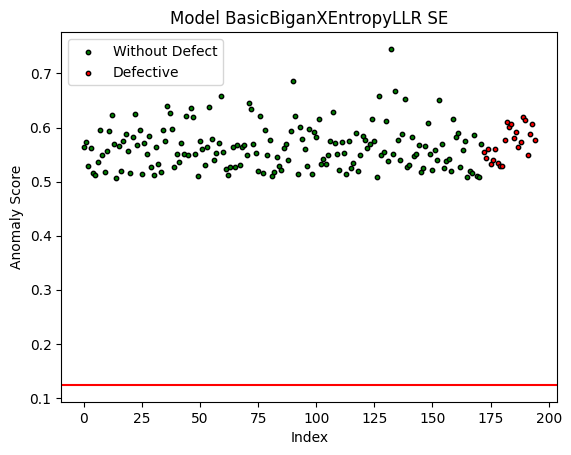 Model BasicBiganXEntropyLLR SE
Without Defect
Defective
Anomaly Score
0.7
0.6
0.5
0.4
0.3
0.2
0.1
0 25 50 75 100 125 150 175 200
Index